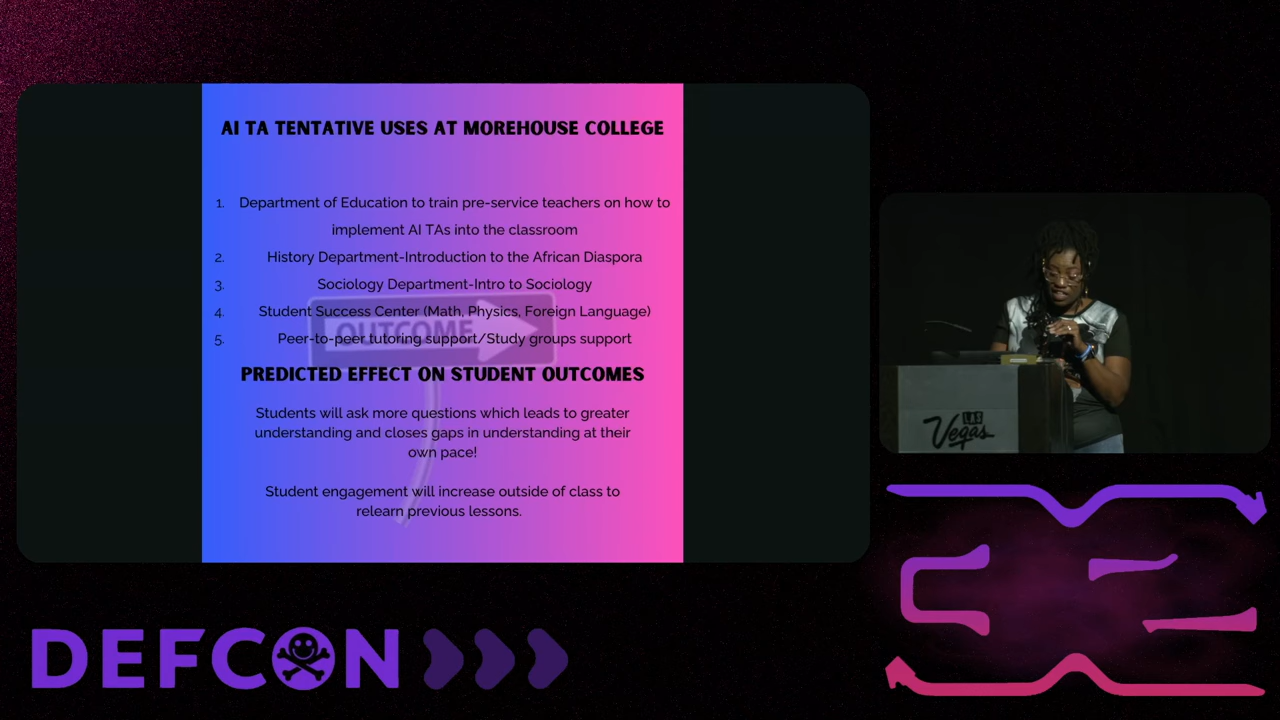 AI TA TENTATIVE USES AT MOREHOUSE COLLEGE
1. Department of Education to train pre-service teachers on how to
implement AI TAs into the classroom
2. History Department-Introduction to the African Diaspora
3. Sociology Department-Intro to Sociology
4. Student Success Center (Math, Physics, Foreign Language)
OUTCOME
5. Peer-to-peer tutoring support/Study groups support
PREDICTED EFFECT ON STUDENT OUTCOMES
Students will ask more questions which leads to greater
understanding and closes gaps in understanding at their
own pace!
Student engagement will increase outside of class to
relearn previous lessons.
LAS
Vegas
DEFCON